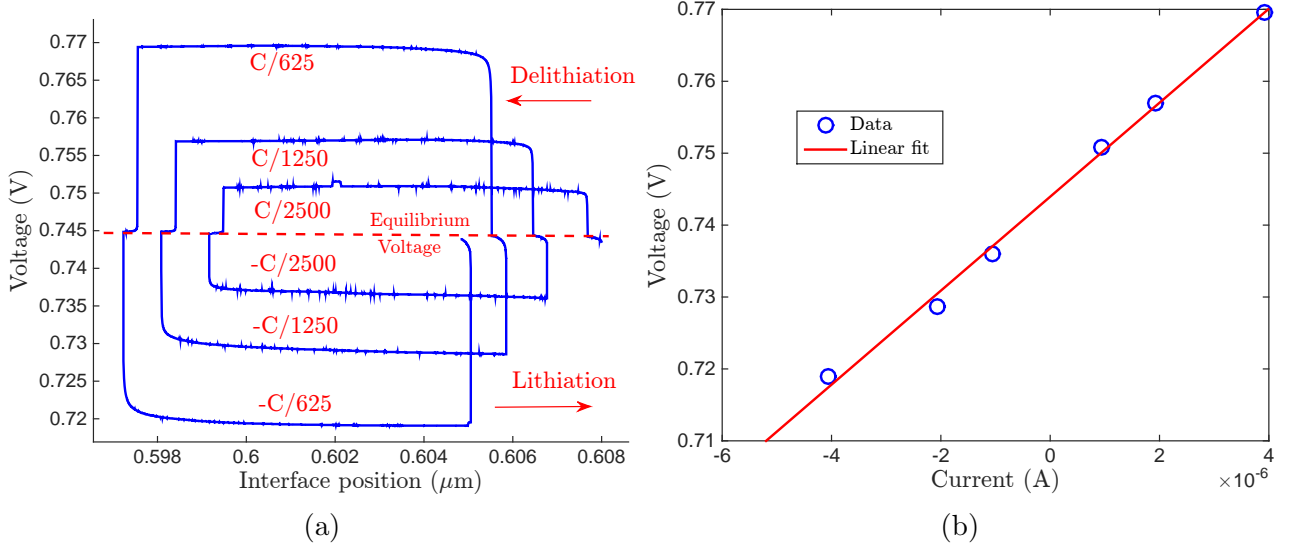 0.77
0.765
0.76
0.755
0.75
0.745
0.74
0.735
0.73
0.725
0.72
Voltage (V)
C/625
Delithiation
C/1250
C/2500
Equilibrium
Voltage
-C/2500
-C/1250
Lithiation
-C/625
0.598
0.6
0.602
0.604
0.606
0.608
Interface position (μm)
(a)
0.77
0.76
0.75
0.74
0.73
0.72
0.71
Voltage (V)
Data
Linear fit
-6
-4
-2
0
2
4
×10⁻⁶
Current (A)
(b)